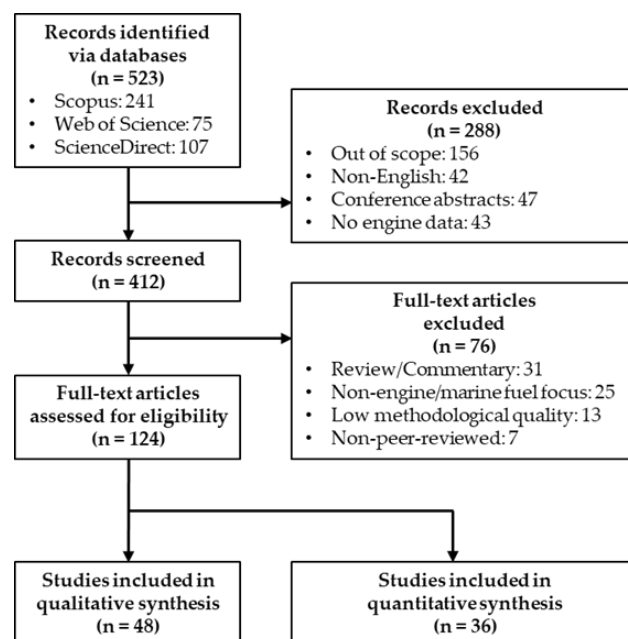 Records identified
via databases
(n = 523)
• Scopus: 241
• Web of Science: 75
• ScienceDirect: 107
Records excluded
(n = 288)
• Out of scope: 156
• Non-English: 42
• Conference abstracts: 47
• No engine data: 43
Records screened
(n = 412)
Full-text articles
excluded
(n = 76)
• Review/Commentary: 31
• Non-engine/marine fuel focus: 25
• Low methodological quality: 13
• Non-peer-reviewed: 7
Full-text articles
assessed for eligibility
(n = 124)
Studies included in
qualitative synthesis
(n = 48)
Studies included in
quantitative synthesis
(n = 36)